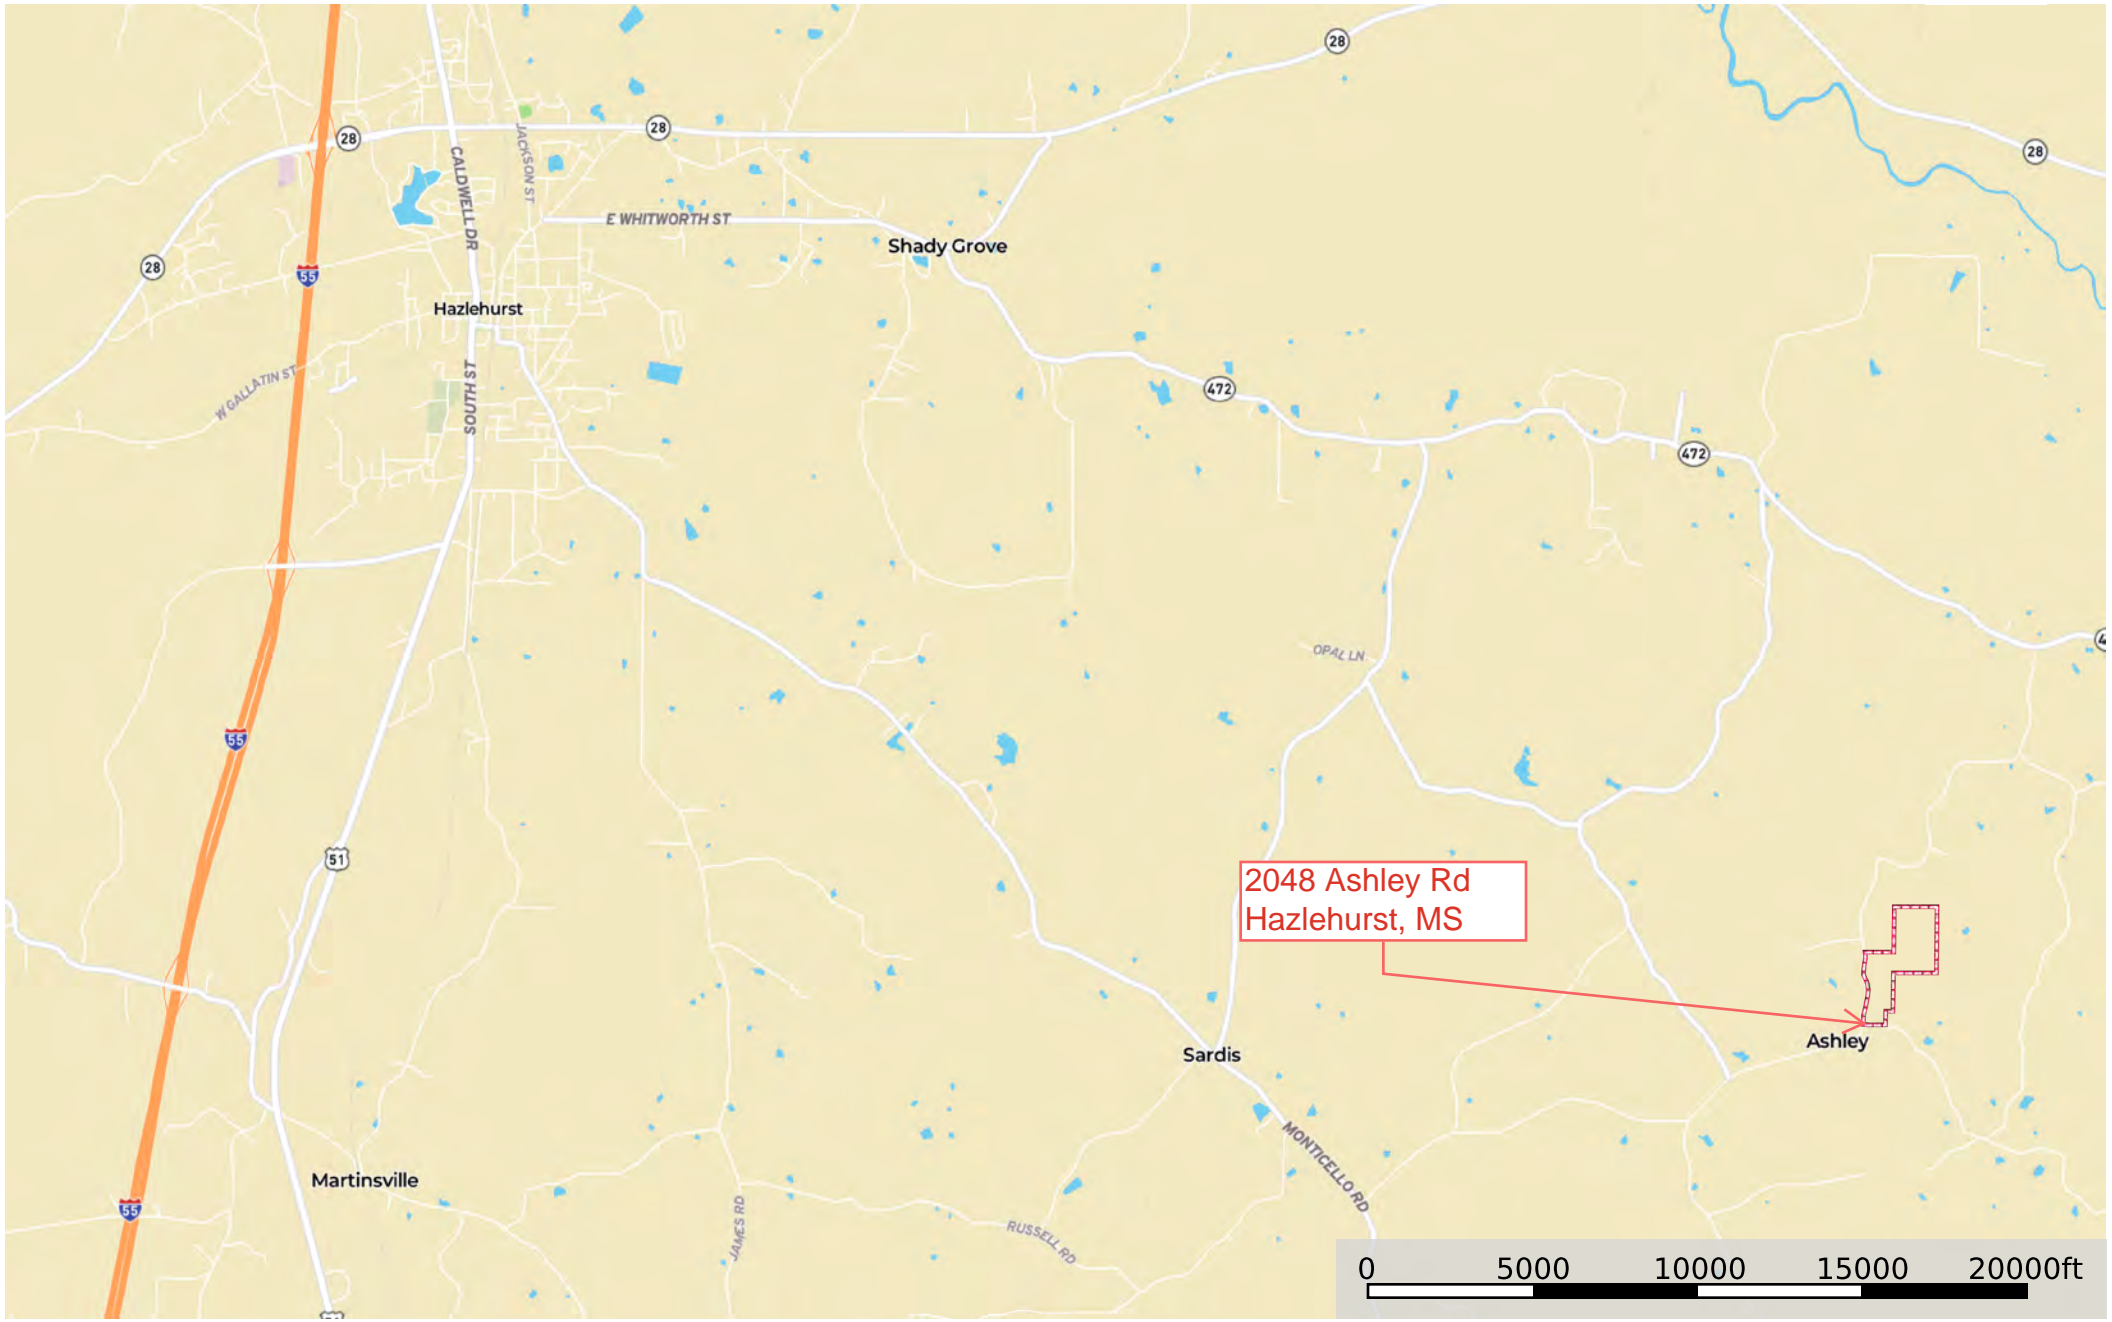 28
28
28
28
28
JACKSON ST
CALDWELL DR
E WHITWORTH ST
Shady Grove
55
Hazlehurst
W GALLATIN ST
SOUTH ST
472
472
OPAL LN
55
51
2048 Ashley Rd
Hazlehurst, MS
Ashley
Sardis
MONTICELLO RD
Martinsville
55
JAMES RD
RUSSELL RD
0 5000 10000 15000 20000ft